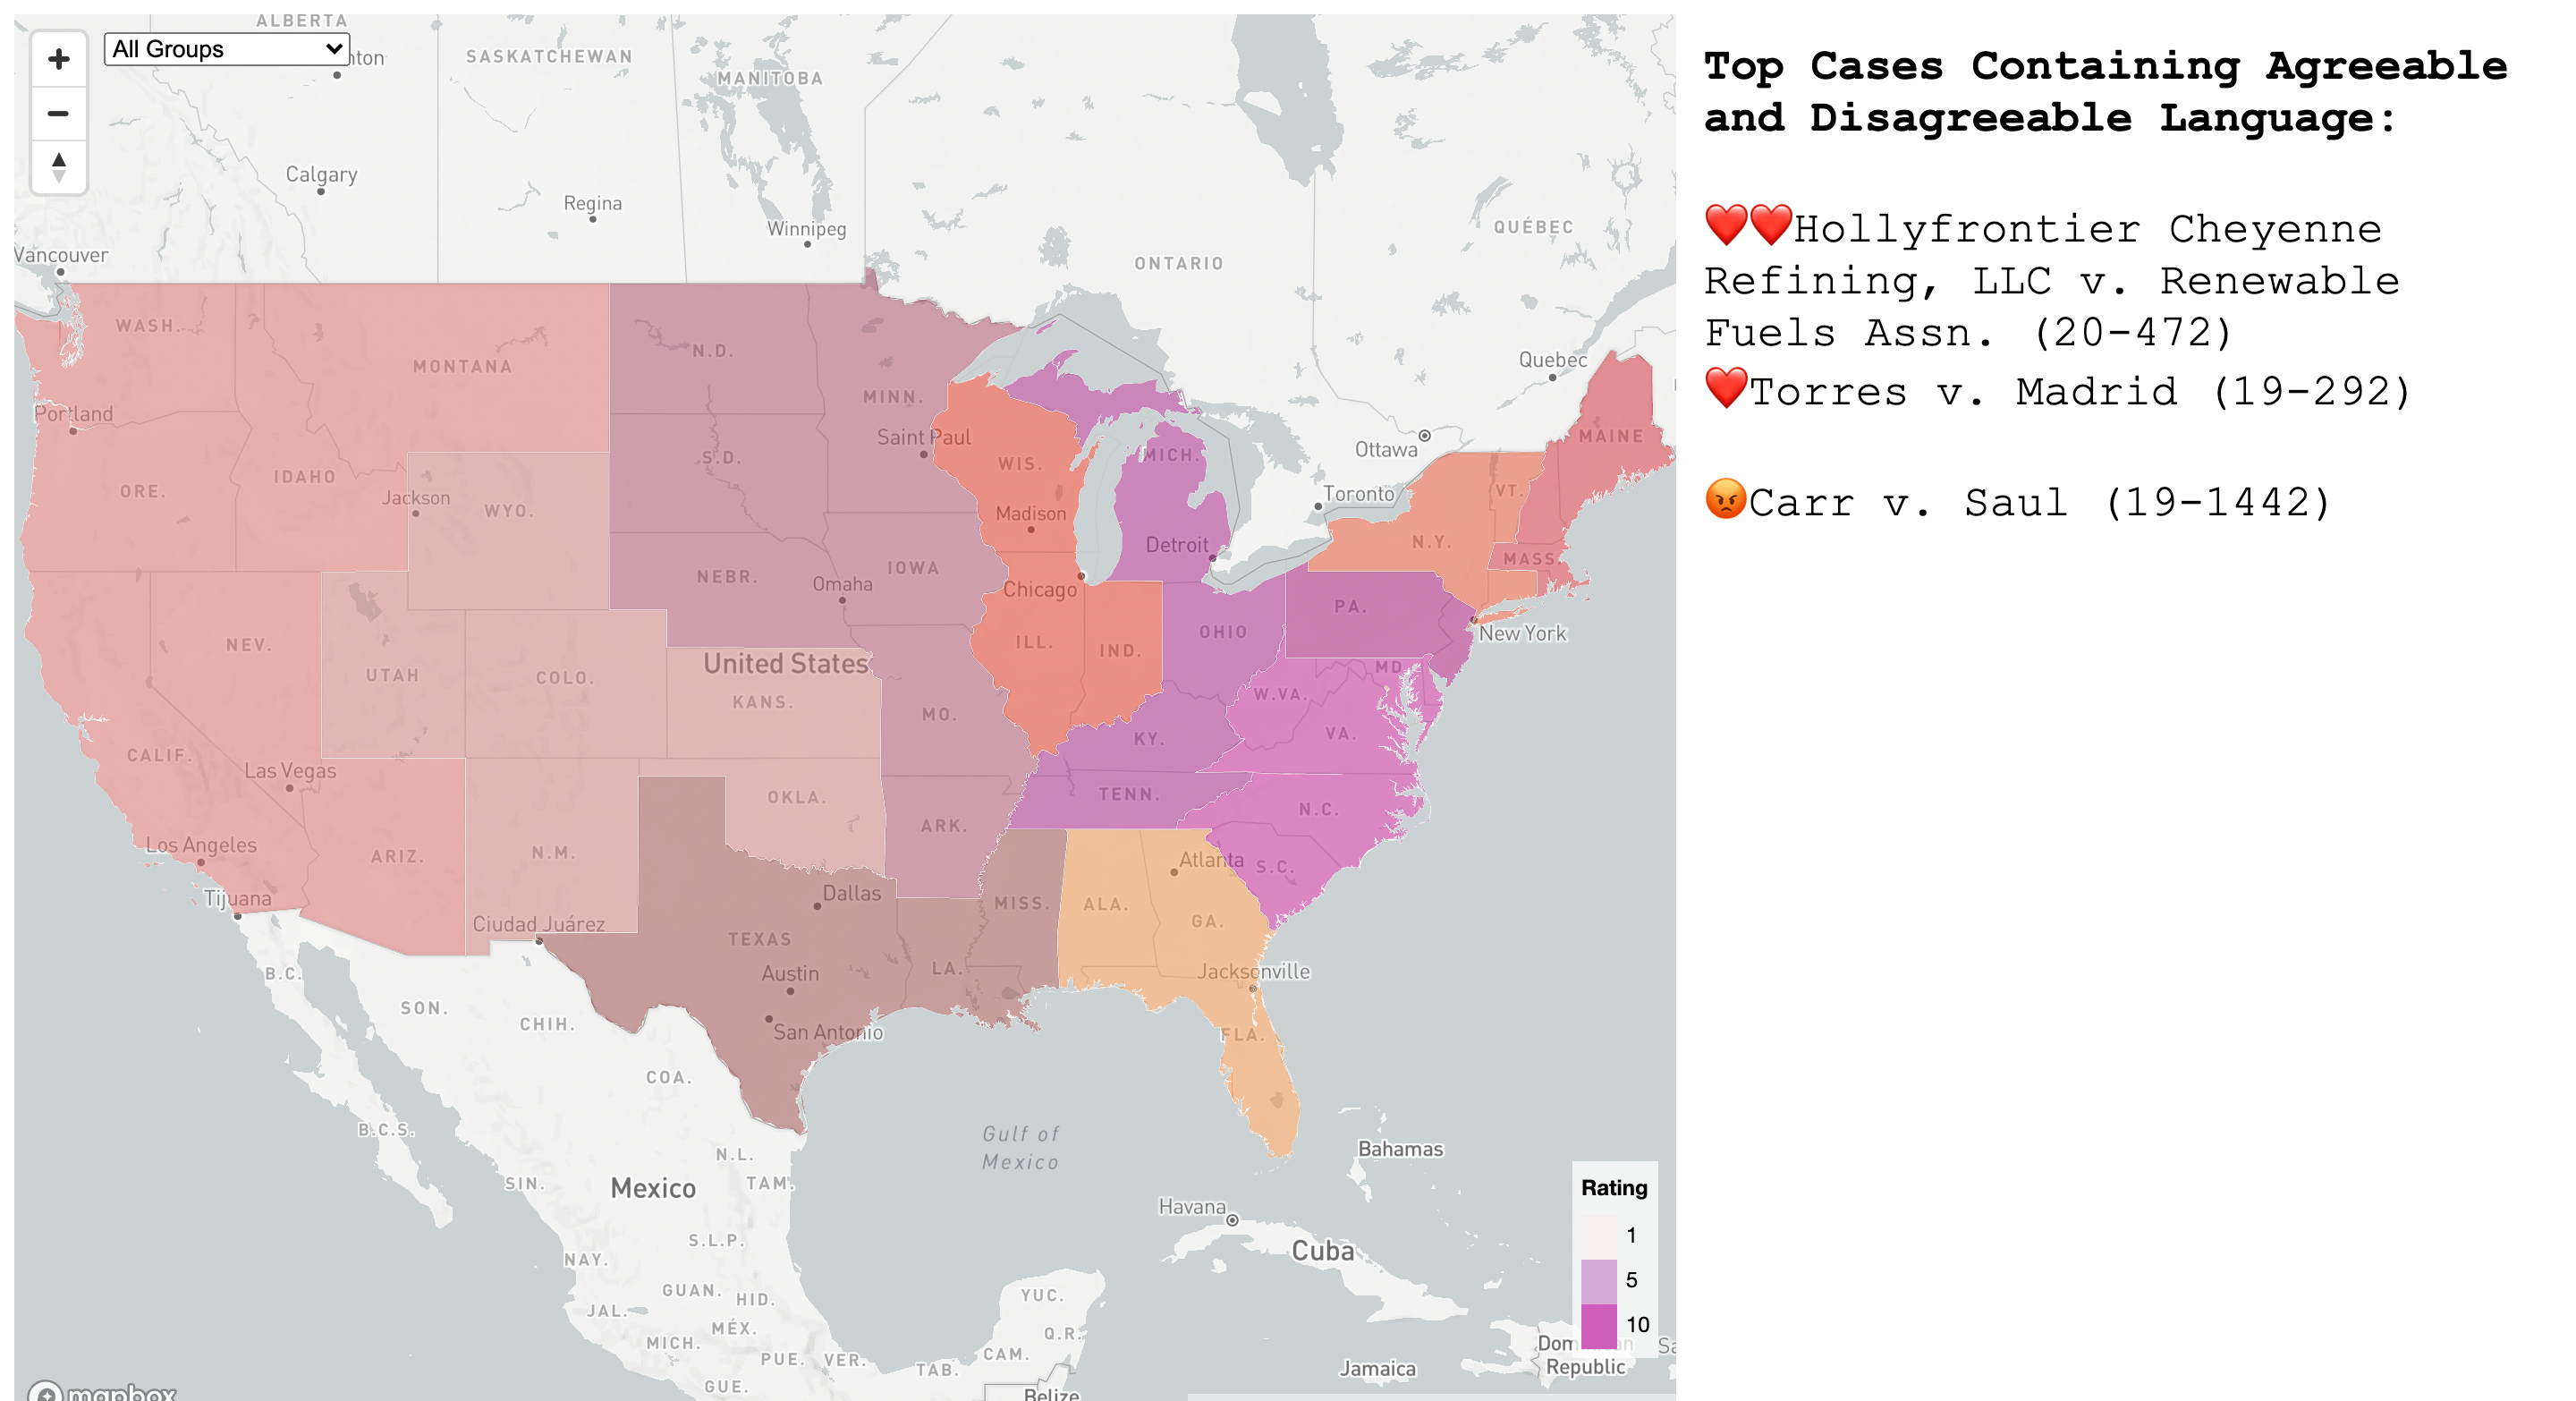 ALBERTA
All Groups
nton
SASKATCHEWAN
MANITOBA
Calgary
Regina
Winnipeg
Vancouver
ONTARIO
QUÉBEC
WASH.
MONTANA
N.D.
MINN.
Quebec
Portland
Saint Paul
Ottawa
MAINE
ORE.
IDAHO
Jackson
WYO.
S.D.
WIS.
MICH.
Toronto
VT.
Madison
Detroit
N.Y.
MASS.
NEBR.
Omaha
IOWA
Chicago
PA.
New York
NEV.
UTAH
COLO.
United States
KANS.
MO.
ILL.
IND.
OHIO
W.VA.
MD.
VA.
CALIF.
Las Vegas
KY.
OKLA.
TENN.
N.C.
Los Angeles
ARIZ.
N.M.
ARK.
Atlanta
S.C.
Tijuana
Ciudad Juárez
Dallas
MISS.
ALA.
GA.
TEXAS
B.C.
Austin
LA.
Jacksonville
SON.
CHIH.
San Antonio
FLA.
COA.
B.C.S.
Gulf of
Mexico
Bahamas
N.L.
SIN.
Mexico
TAM.
Havana
S.L.P.
Cuba
NAY.
GUAN.
HID.
YUC.
JAL.
MÉX.
Q.R.
MICH.
PUE.
VER.
TAB.
CAM.
Jamaica
Republic
GUE.
Belize
mapbox
Rating
1
5
10
Top Cases Containing Agreeable
and Disagreeable Language:
❤️❤️Hollyfrontier Cheyenne
Refining, LLC v. Renewable
Fuels Assn. (20-472)
❤️Torres v. Madrid (19-292)
😡Carr v. Saul (19-1442)